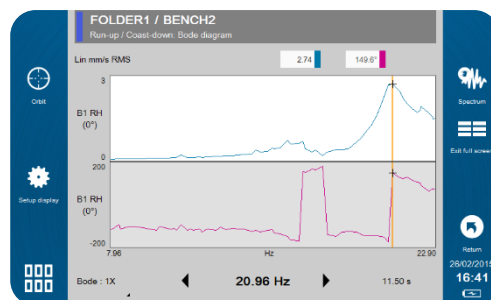 FOLDER1 / BENCH2
Run-up / Coast-down: Bode diagram
Lin mm/s RMS
2.74
149.6°
3
B1 RH
(0°)
0
200
B1 RH
(0°)
-200
7.96
Hz
22.90
Bode : 1X
20.96 Hz
11.50 s
Orbit
Setup display
Spectrum
Exit full screen
Return
26/02/2015
16:41